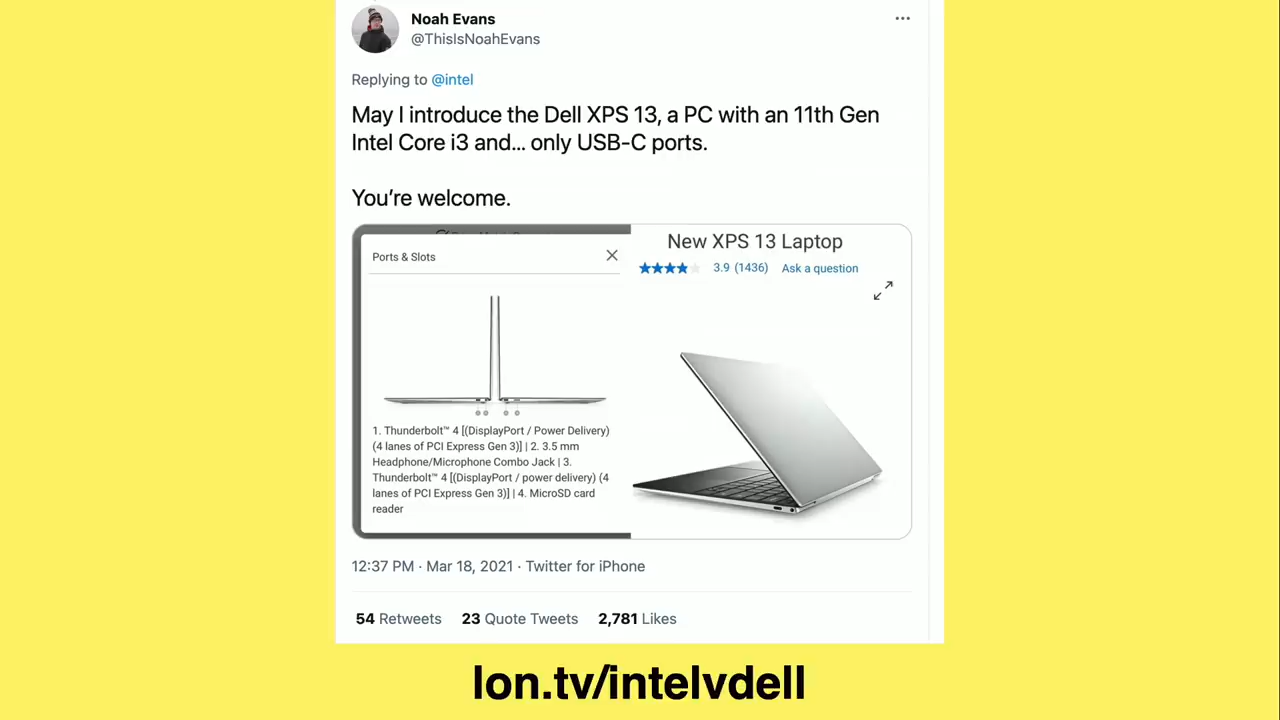 Noah Evans
@ThisIsNoahEvans
Replying to @intel
May I introduce the Dell XPS 13, a PC with an 11th Gen
Intel Core i3 and... only USB-C ports.
You're welcome.
Ports & Slots
1. Thunderbolt™ 4 [(DisplayPort / Power Delivery)
(4 lanes of PCI Express Gen 3)] | 2. 3.5 mm
Headphone/Microphone Combo Jack | 3.
Thunderbolt™ 4 [(DisplayPort / power delivery) (4
lanes of PCI Express Gen 3)] | 4. MicroSD card
reader
New XPS 13 Laptop
3.9 (1436) Ask a question
12:37 PM · Mar 18, 2021 · Twitter for iPhone
54 Retweets 23 Quote Tweets 2,781 Likes
lon.tv/intelvdell